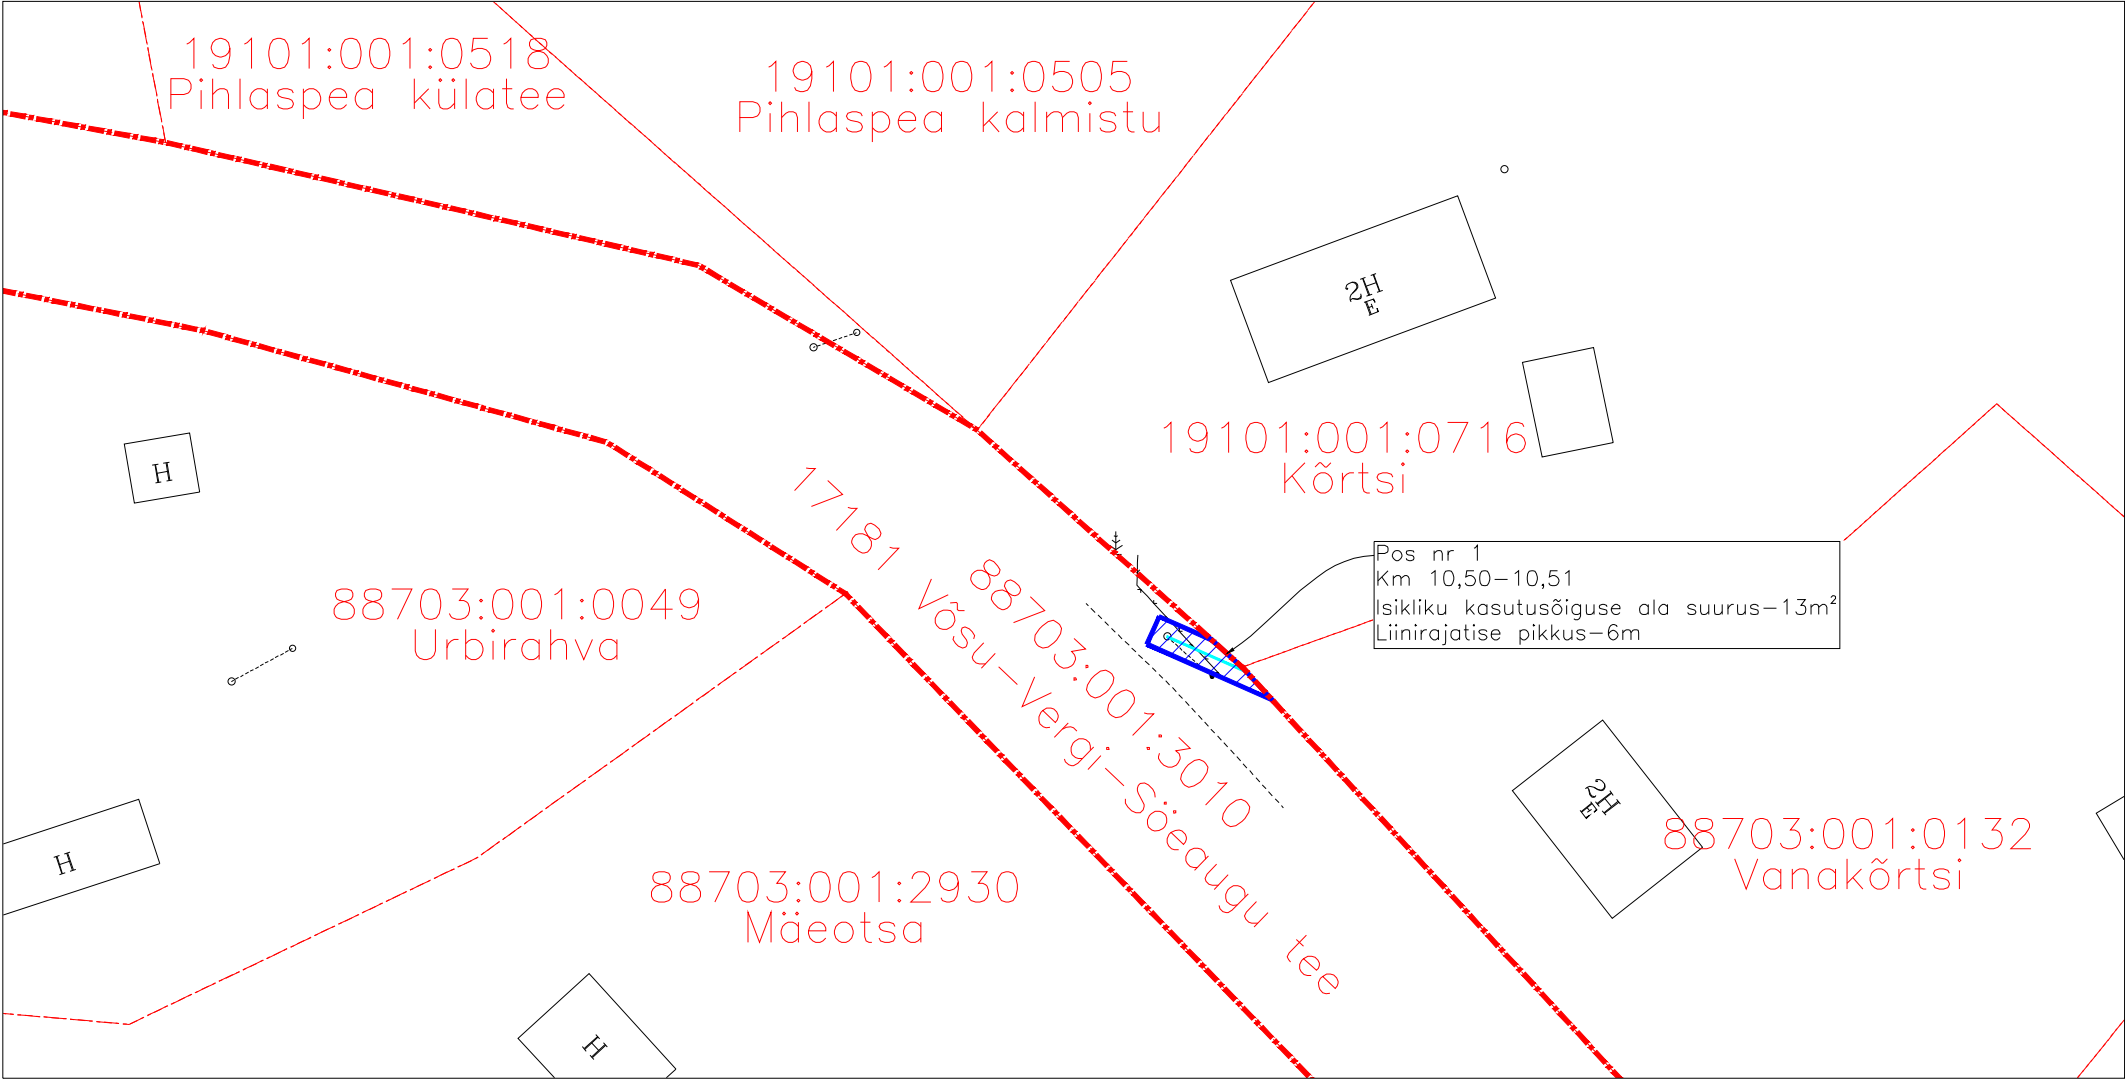 19101:001:0518
Pihlaspea külatee
19101:001:0505
Pihlaspea kalmistu
2H
E
19101:001:0716
Kõrtsi
H
17181 Võsu-Vergi-Söeaugu tee
88703:001:3010
Pos nr 1
Km 10,50-10,51
Isikliku kasutusõiguse ala suurus-13m²
Liinirajatise pikkus-6m
88703:001:0049
Urbirahva
2H
E
88703:001:0132
Vanakõrtsi
H
88703:001:2930
Mäeotsa
H